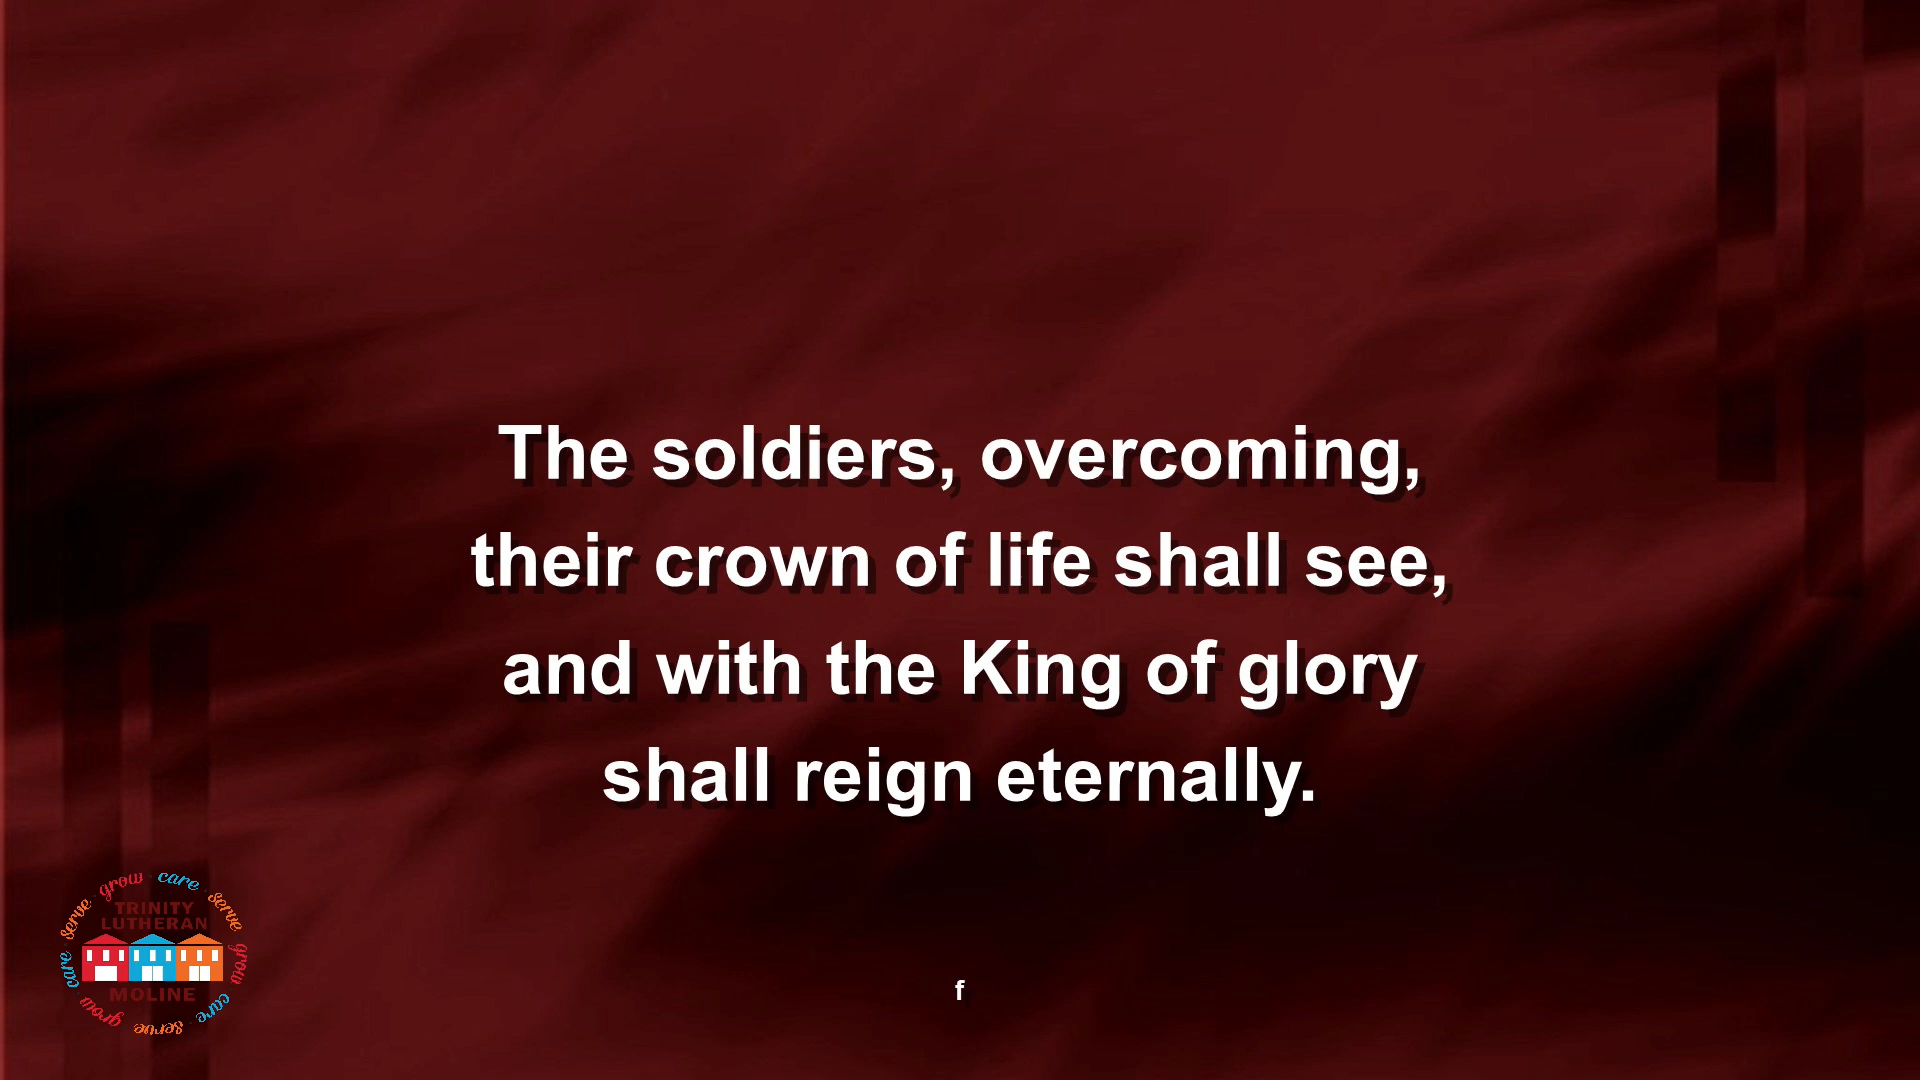 The soldiers, overcoming,
their crown of life shall see,
and with the King of glory
shall reign eternally.
grow care serve grow care serve grow care serve
TRINITY
LUTHERAN
MOLINE
f